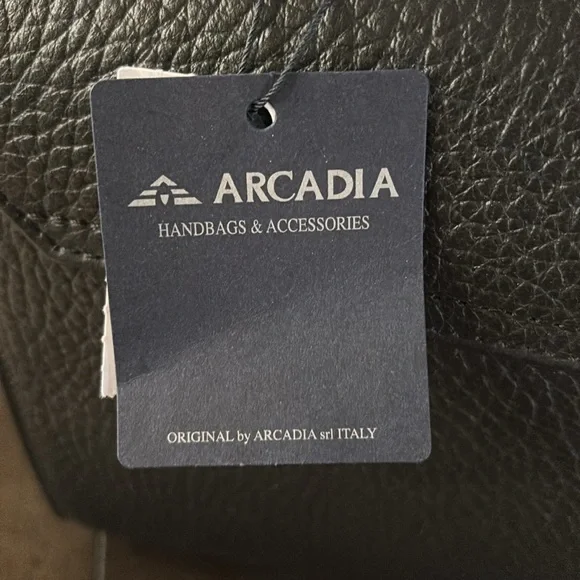 ARCADIA
HANDBAGS & ACCESSORIES
ORIGINAL by ARCADIA srl ITALY